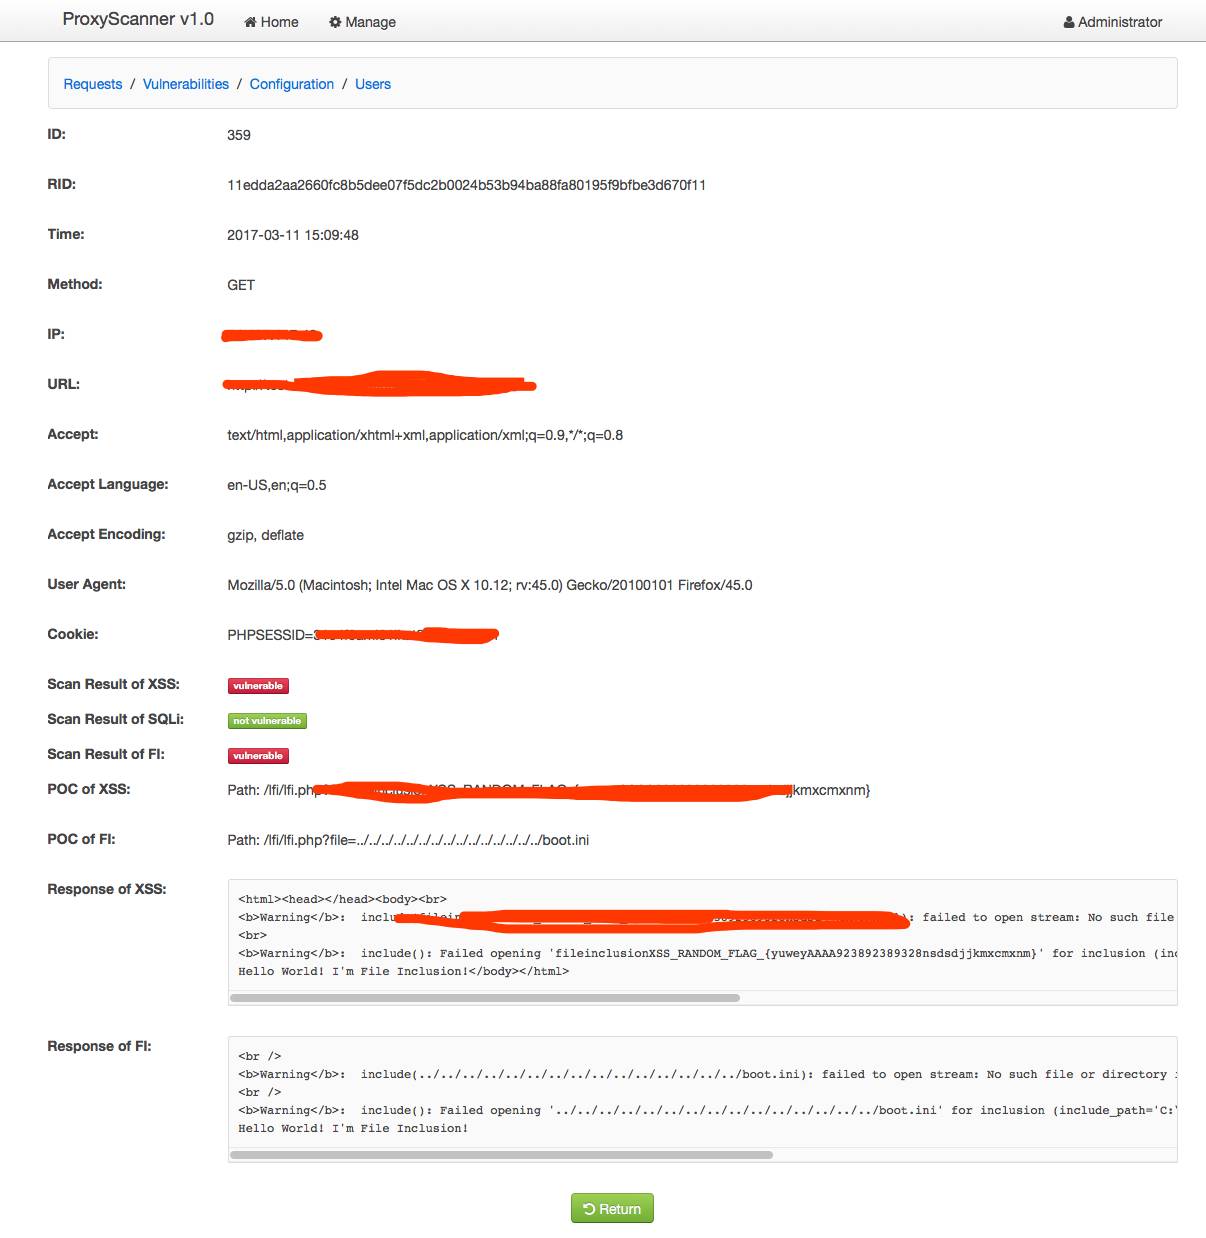 ProxyScanner v1.0 Home Manage Administrator
Requests / Vulnerabilities / Configuration / Users
ID: 359
RID: 11edda2aa2660fc8b5dee07f5dc2b0024b53b94ba88fa80195f9bfbe3d670f11
Time: 2017-03-11 15:09:48
Method: GET
IP:
URL:
Accept: text/html,application/xhtml+xml,application/xml;q=0.9,*/*;q=0.8
Accept Language: en-US,en;q=0.5
Accept Encoding: gzip, deflate
User Agent: Mozilla/5.0 (Macintosh; Intel Mac OS X 10.12; rv:45.0) Gecko/20100101 Firefox/45.0
Cookie: PHPSESSID=
Scan Result of XSS: vulnerable
Scan Result of SQLi: not vulnerable
Scan Result of FI: vulnerable
POC of XSS: Path: /lfi/lfi.php jjkmxcmxnm}
POC of FI: Path: /lfi/lfi.php?file=../../../../../../../../../../../../../../../boot.ini
Response of XSS:
<html><head></head><body><br>
<b>Warning</b>: ): failed to open stream: No such file
<br>
<b>Warning</b>: include(): Failed opening 'fileinclusionXSS_RANDOM_FLAG_{yuweyAAAA923892389328nsdsdjjkmxcmxnm}' for inclusion (inc
Hello World! I'm File Inclusion!</body></html>
Response of FI:
<br />
<b>Warning</b>: include(../../../../../../../../../../../../../../../boot.ini): failed to open stream: No such file or directory
<br />
<b>Warning</b>: include(): Failed opening '../../../../../../../../../../../../../../../boot.ini' for inclusion (include_path='C:\
Hello World! I'm File Inclusion!
Return